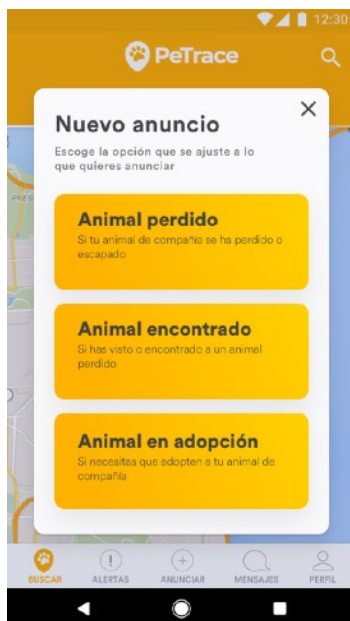 12:30
PeTrace
Nuevo anuncio
Escoge la opción que se ajuste a lo
que quieres anunciar
PRES
Animal perdido
Si tu animal de compañía se ha perdido o
escapado
Animal encontrado
Si has visto o encontrado a un animal
perdido
Animal en adopción
Si necesitas que adopten a tu animal de
compañía
BUSCAR ALERTAS ANUNCIAR MENSAJES PERFIL